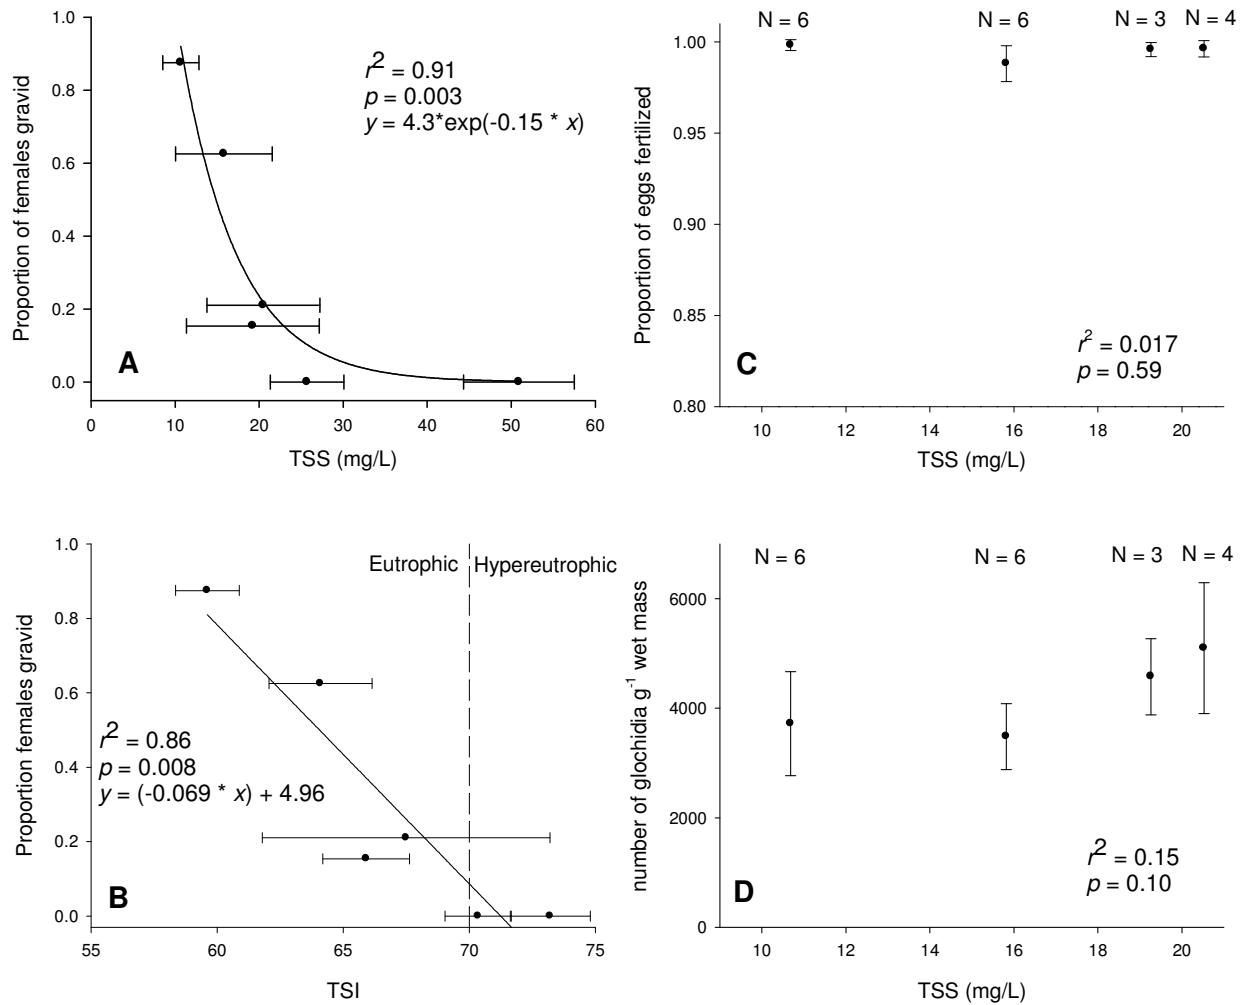 1.0
0.8
0.6
0.4
0.2
0.0
Proportion of females gravid
r2 = 0.91
p = 0.003
y = 4.3*exp(-0.15 * x)
A
0 10 20 30 40 50 60
TSS (mg/L)
N = 6 N = 6 N = 3 N = 4
1.00
0.95
0.90
0.85
0.80
Proportion of eggs fertilized
r2 = 0.017
p = 0.59
C
10 12 14 16 18 20
TSS (mg/L)
1.0
0.8
0.6
0.4
0.2
0.0
Proportion females gravid
Eutrophic Hypereutrophic
r2 = 0.86
p = 0.008
y = (-0.069 * x) + 4.96
B
55 60 65 70 75
TSI
N = 6 N = 6 N = 3 N = 4
6000
4000
2000
0
number of glochidia g-1 wet mass
r2 = 0.15
p = 0.10
D
10 12 14 16 18 20
TSS (mg/L)